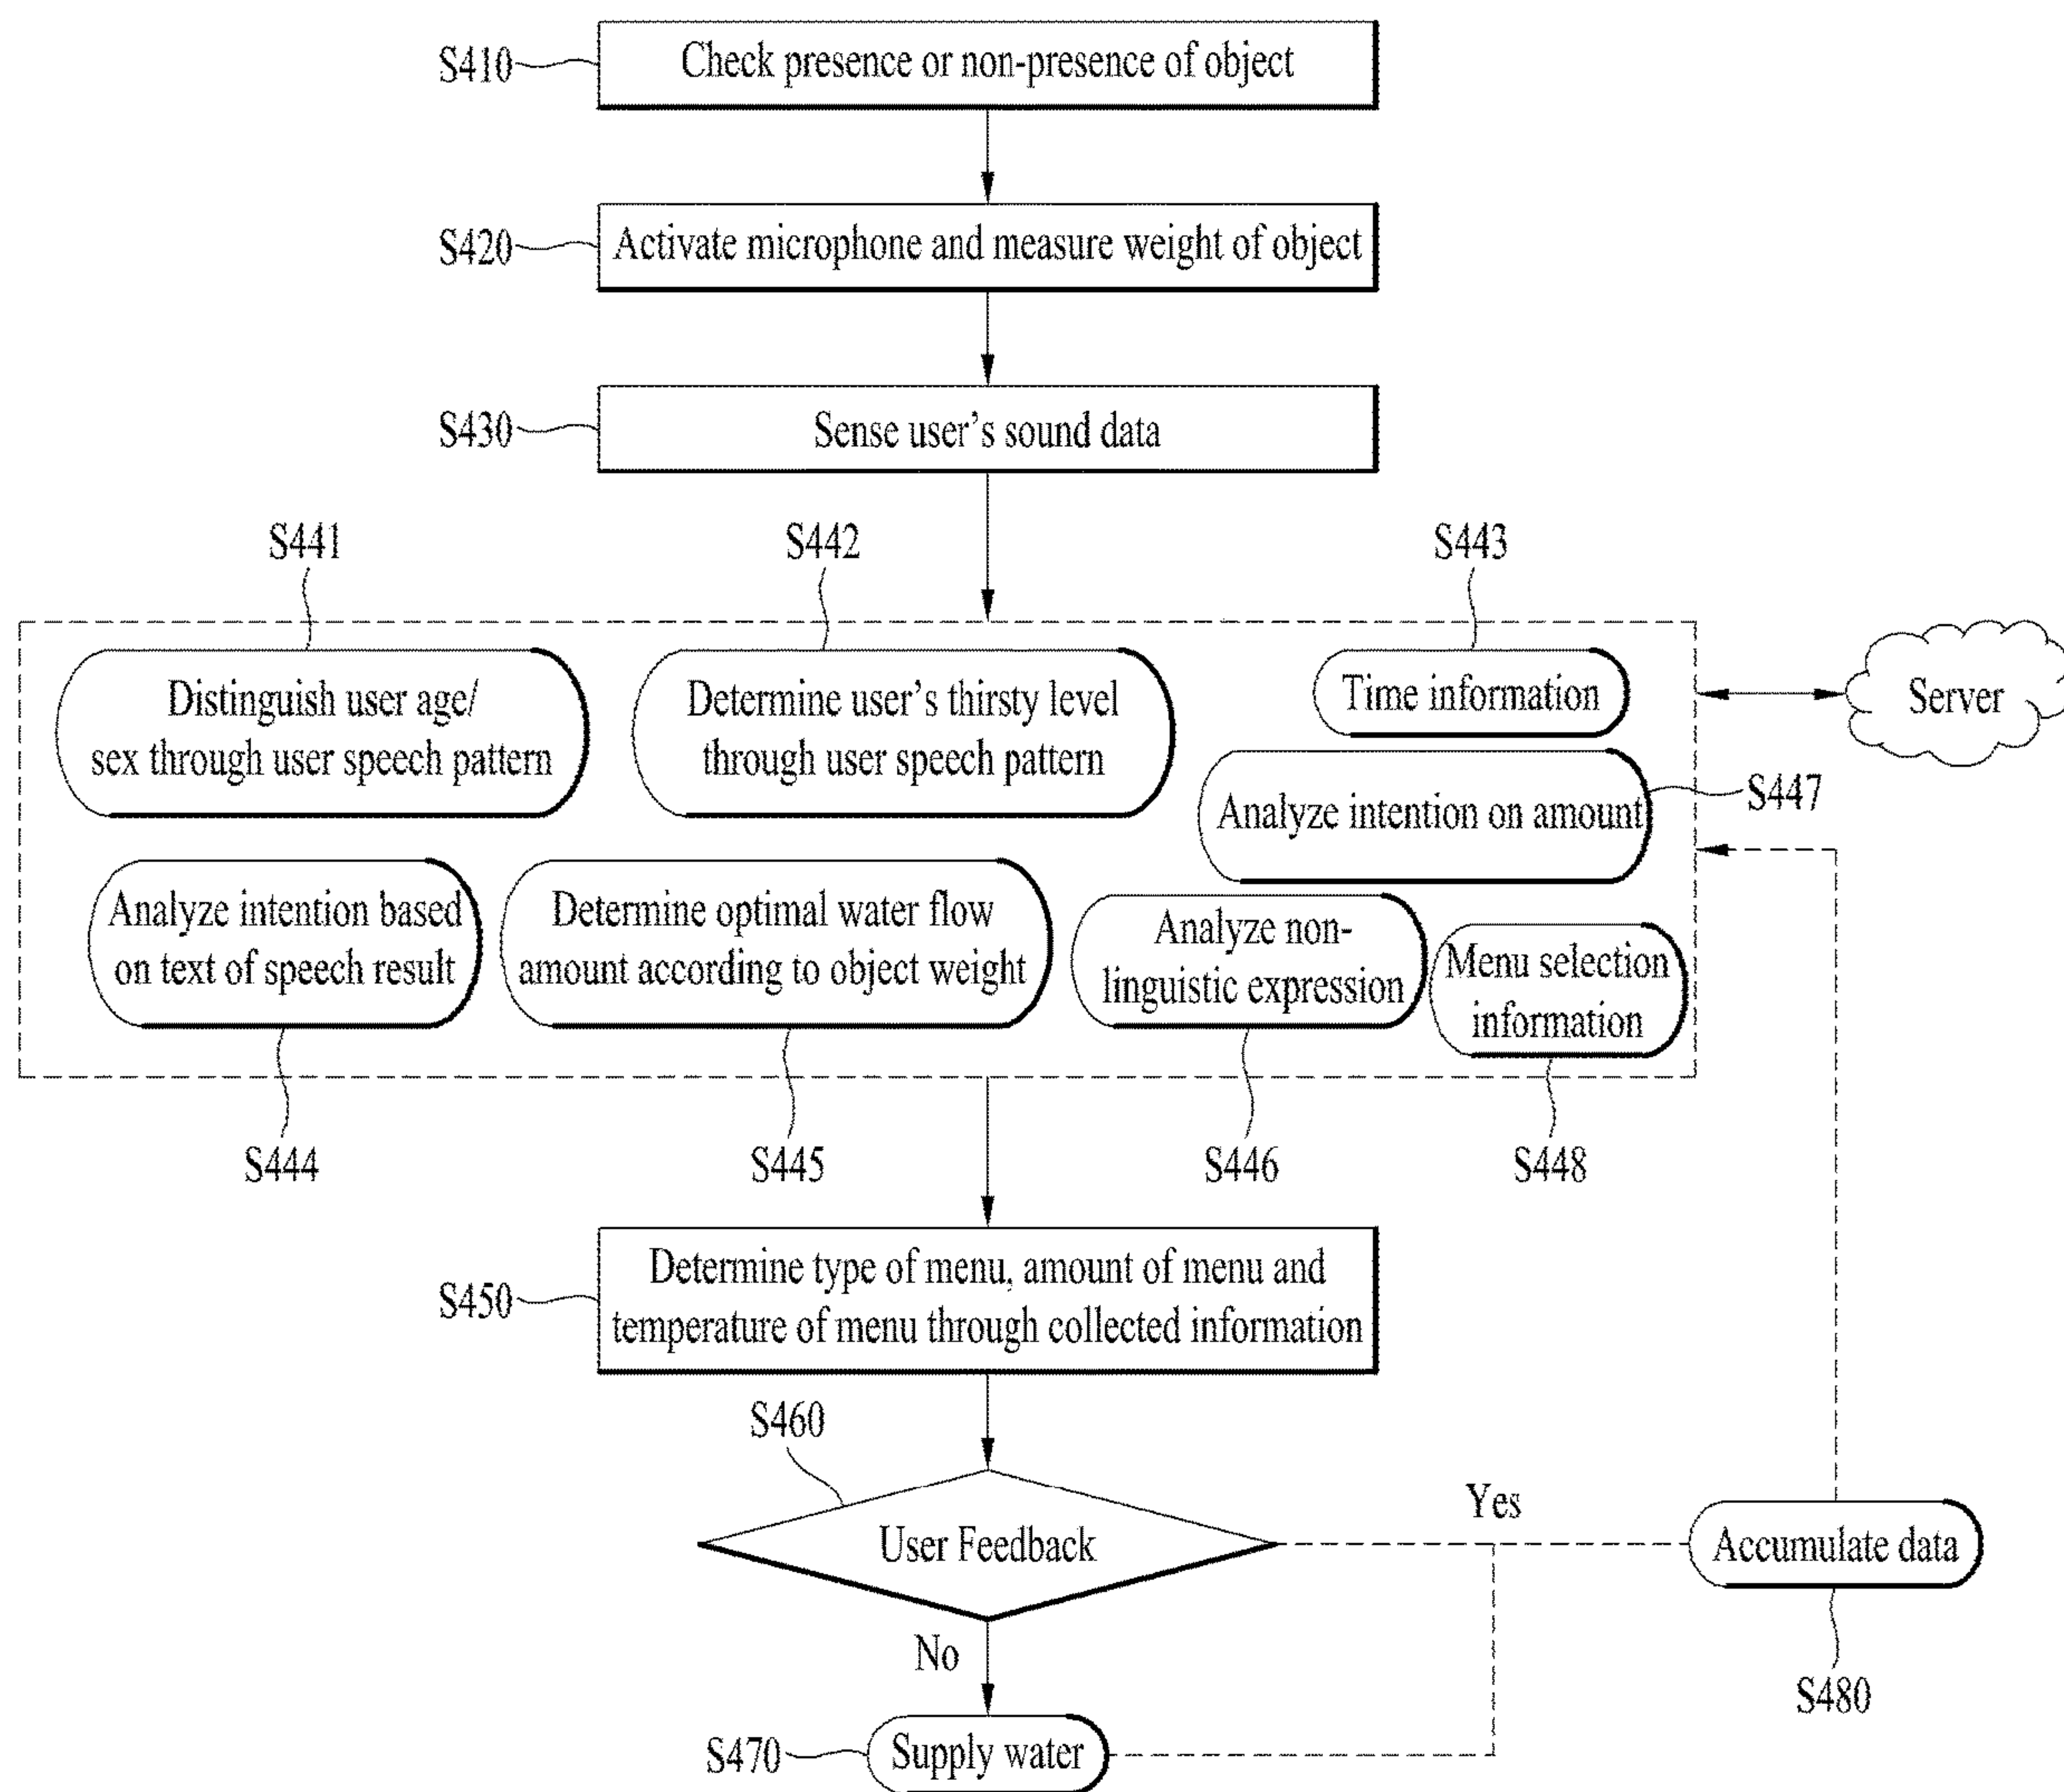 S410
Check presence or non-presence of object
S420
Activate microphone and measure weight of object
S430
Sense user's sound data
S441
S442
S443
Distinguish user age/
sex through user speech pattern
Determine user's thirsty level
through user speech pattern
Time information
Server
Analyze intention on amount
S447
Analyze intention based
on text of speech result
Determine optimal water flow
amount according to object weight
Analyze non-
linguistic expression
Menu selection
information
S444
S445
S446
S448
S450
Determine type of menu, amount of menu and
temperature of menu through collected information
S460
User Feedback
Yes
Accumulate data
S480
No
S470
Supply water